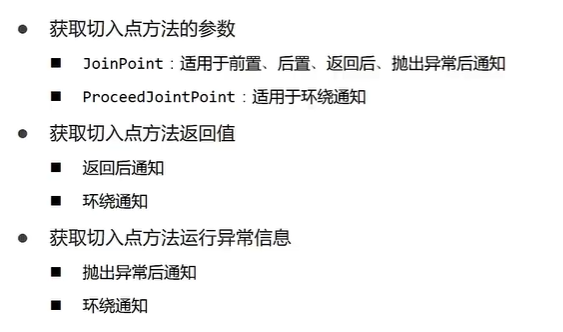 ● 获取切入点方法的参数
■ JoinPoint：适用于前置、后置、返回后、抛出异常后通知
■ ProceedJointPoint：适用于环绕通知
● 获取切入点方法返回值
■ 返回后通知
■ 环绕通知
● 获取切入点方法运行异常信息
■ 抛出异常后通知
■ 环绕通知